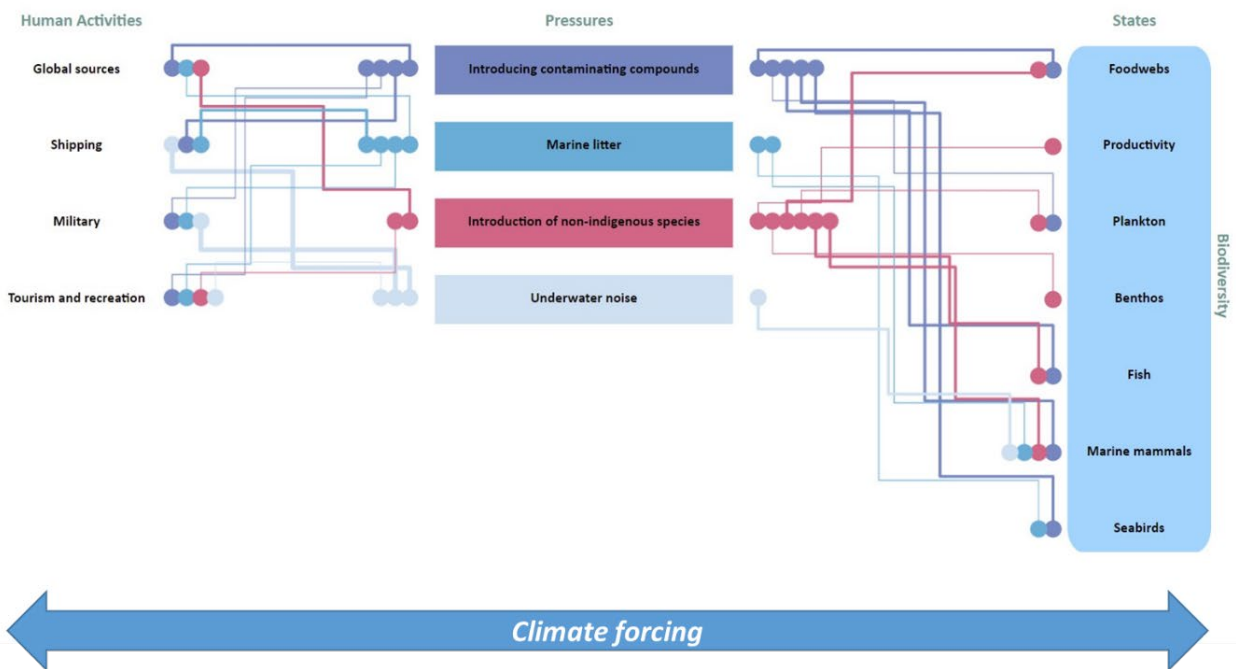 Human Activities
Pressures
States
Global sources
Introducing contaminating compounds
Foodwebs
Shipping
Marine litter
Productivity
Military
Introduction of non-indigenous species
Plankton
Tourism and recreation
Underwater noise
Benthos
Fish
Marine mammals
Seabirds
Biodiversity
Climate forcing